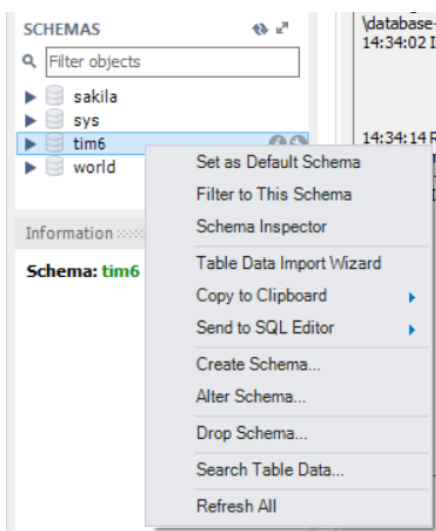 SCHEMAS
Filter objects
sakila
sys
tim6
world
Information
Schema: tim6
\database-
14:34:02 I
14:34:14 R
Set as Default Schema
Filter to This Schema
Schema Inspector
Table Data Import Wizard
Copy to Clipboard
Send to SQL Editor
Create Schema...
Alter Schema...
Drop Schema...
Search Table Data...
Refresh All